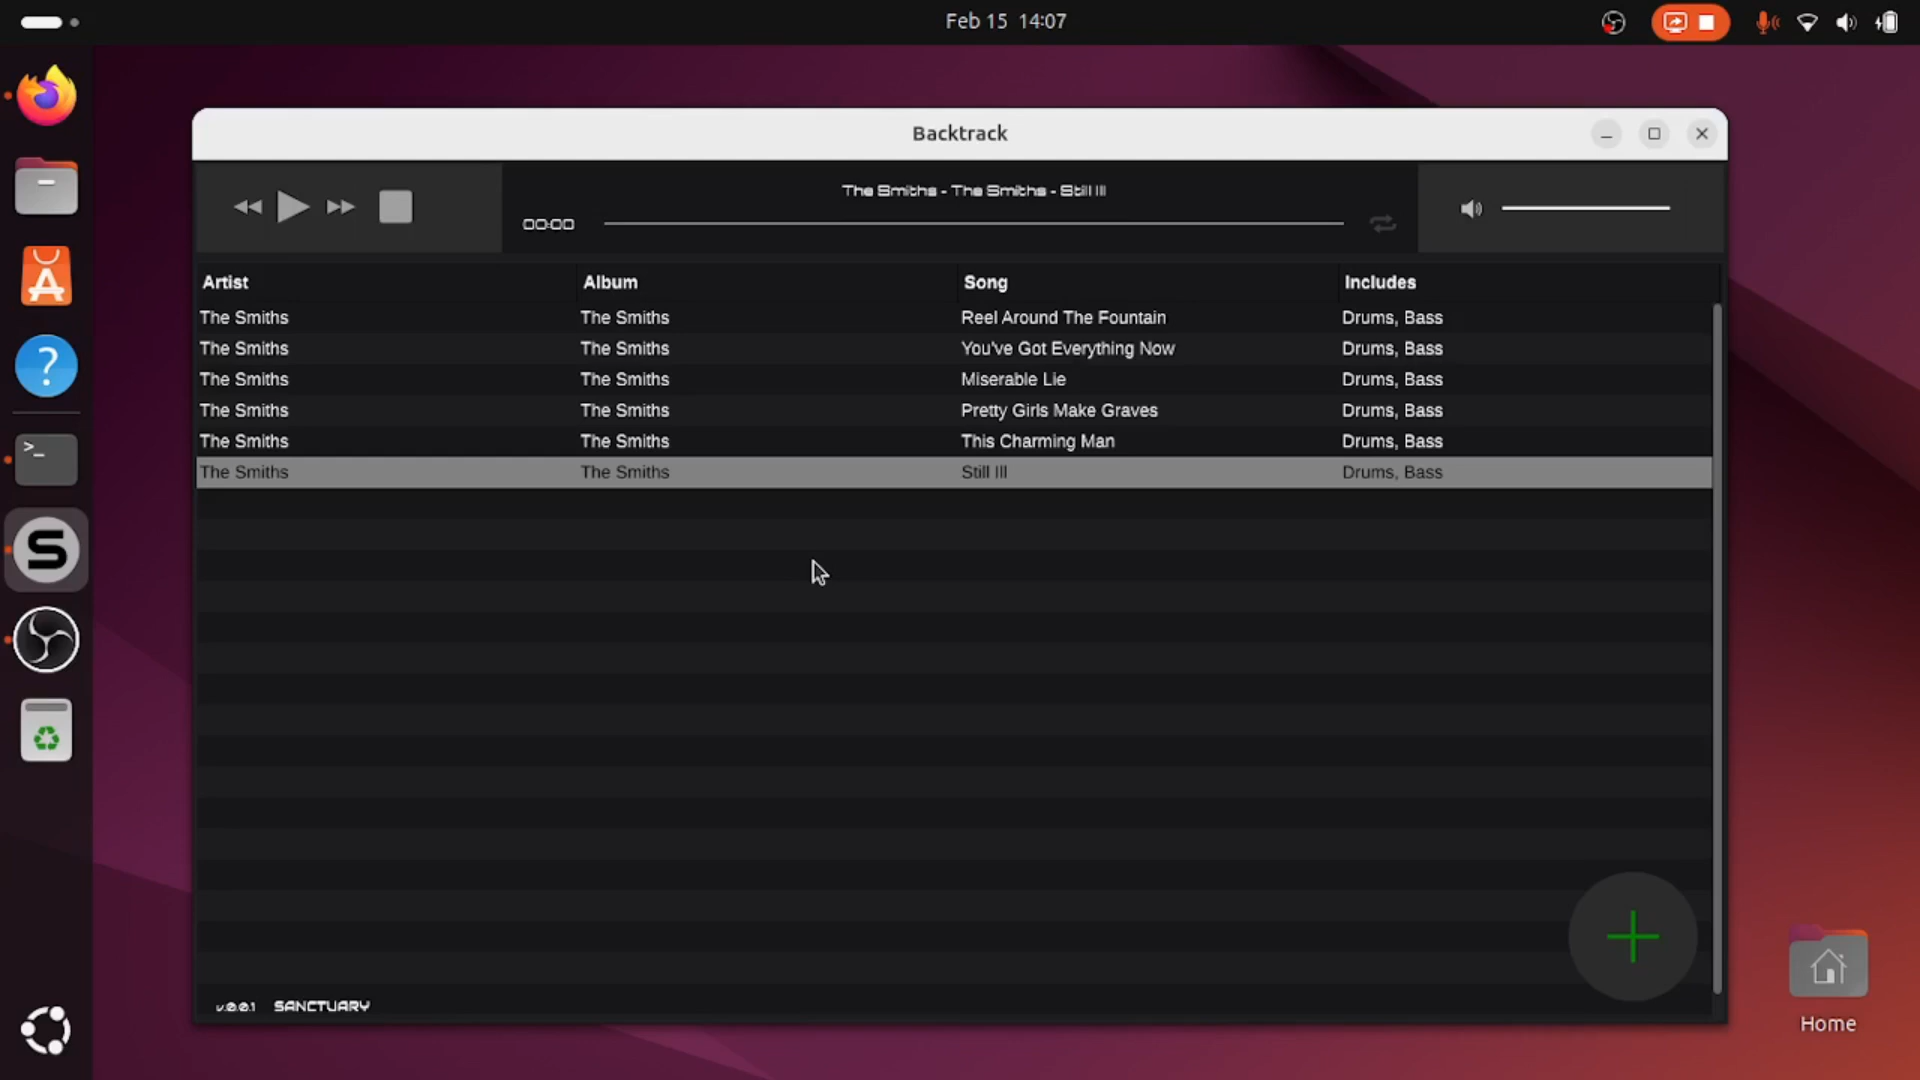 Feb 15 14:07
Backtrack
The Smiths - The Smiths - Still Ill
00:00
Artist Album Song Includes
The Smiths The Smiths Reel Around The Fountain Drums, Bass
The Smiths The Smiths You've Got Everything Now Drums, Bass
The Smiths The Smiths Miserable Lie Drums, Bass
The Smiths The Smiths Pretty Girls Make Graves Drums, Bass
The Smiths The Smiths This Charming Man Drums, Bass
The Smiths The Smiths Still Ill Drums, Bass
v.0.0.1 SANCTUARY
Home